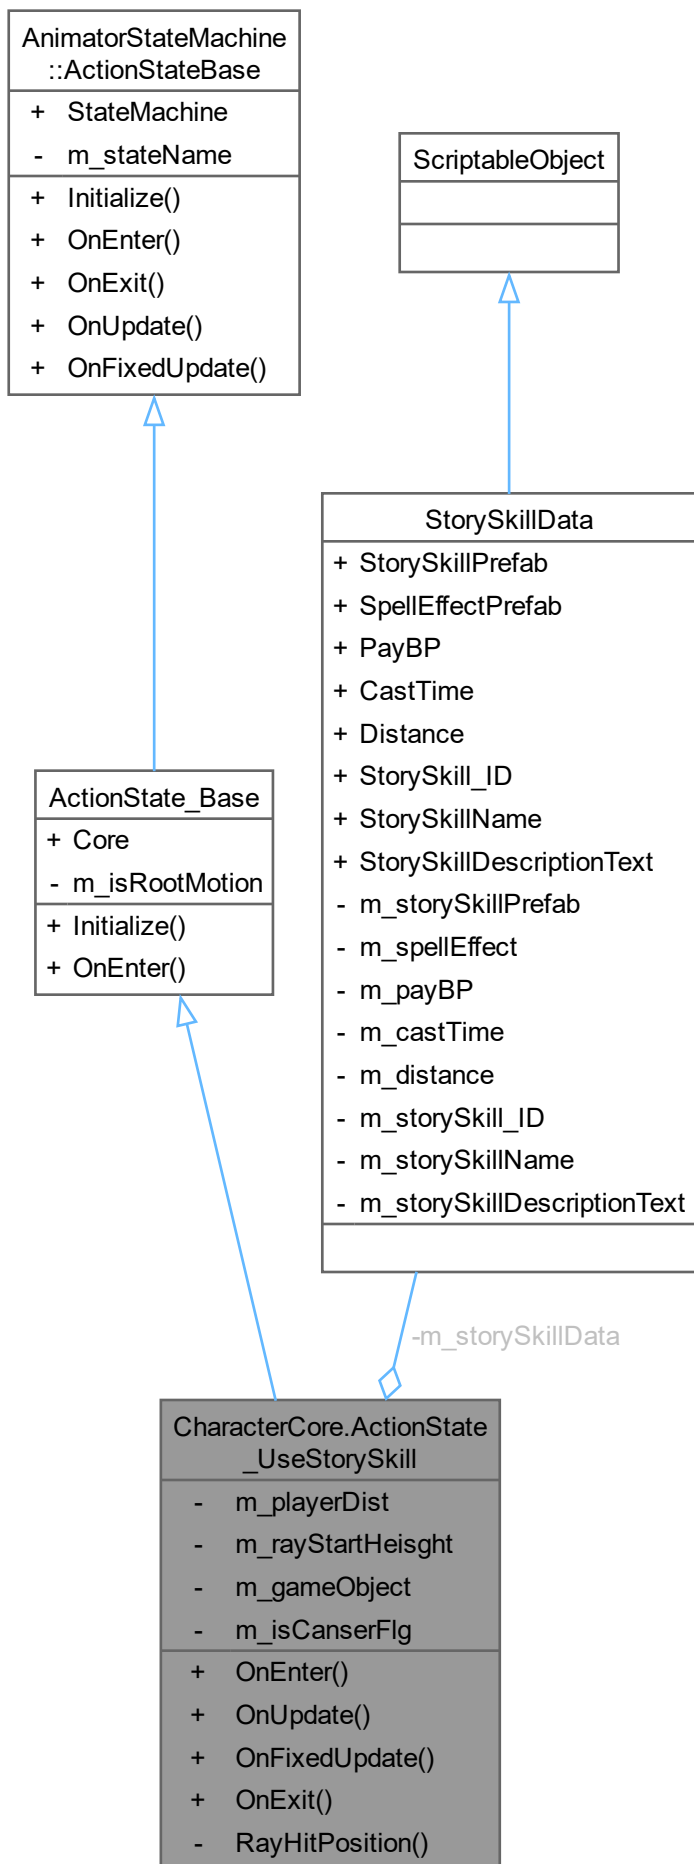 AnimatorStateMachine
::ActionStateBase
+ StateMachine
- m_stateName
+ Initialize()
+ OnEnter()
+ OnExit()
+ OnUpdate()
+ OnFixedUpdate()
ScriptableObject
StorySkillData
+ StorySkillPrefab
+ SpellEffectPrefab
+ PayBP
+ CastTime
+ Distance
+ StorySkill_ID
+ StorySkillName
+ StorySkillDescriptionText
- m_storySkillPrefab
- m_spellEffect
- m_payBP
- m_castTime
- m_distance
- m_storySkill_ID
- m_storySkillName
- m_storySkillDescriptionText
ActionState_Base
+ Core
- m_isRootMotion
+ Initialize()
+ OnEnter()
-m_storySkillData
CharacterCore.ActionState
_UseStorySkill
- m_playerDist
- m_rayStartHeisght
- m_gameObject
- m_isCanserFlg
+ OnEnter()
+ OnUpdate()
+ OnFixedUpdate()
+ OnExit()
- RayHitPosition()